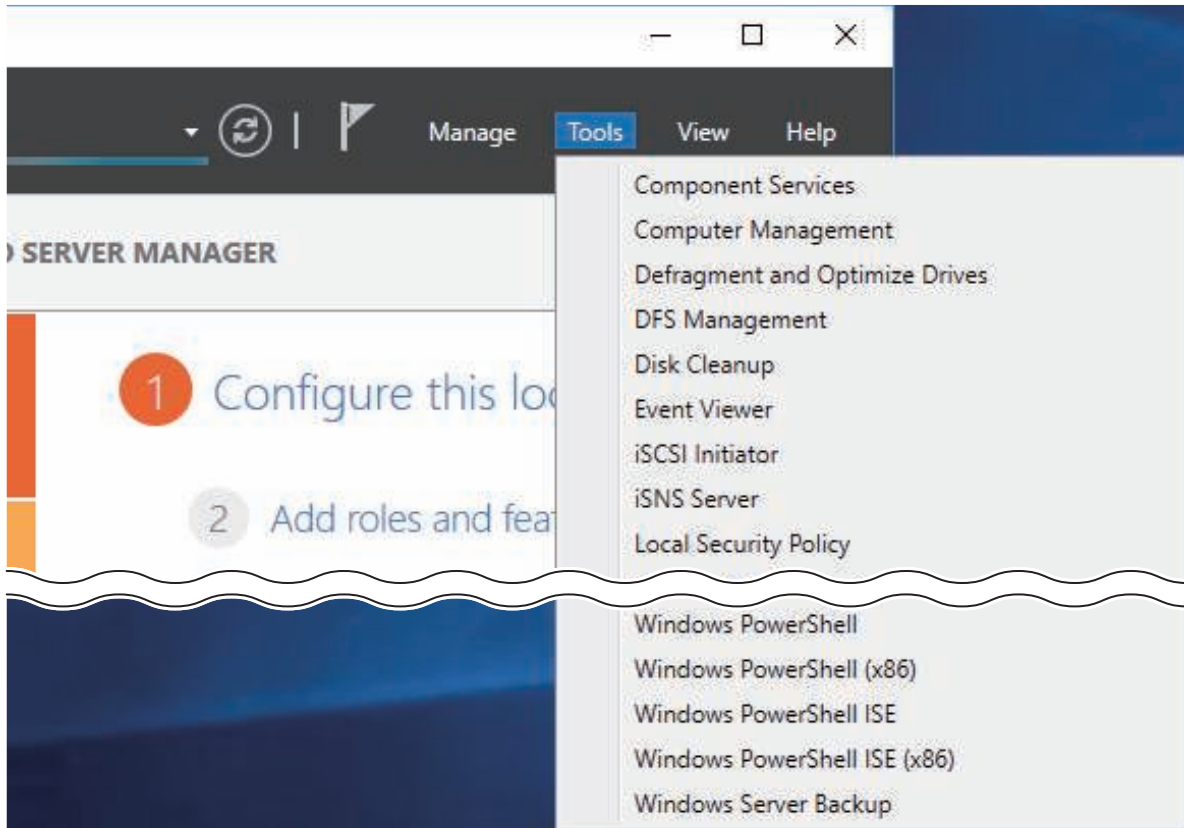 Manage Tools View Help
SERVER MANAGER
1 Configure this
2 Add roles and
Component Services
Computer Management
Defragment and Optimize Drives
DFS Management
Disk Cleanup
Event Viewer
iSCSI Initiator
iSNS Server
Local Security Policy
Windows PowerShell
Windows PowerShell (x86)
Windows PowerShell ISE
Windows PowerShell ISE (x86)
Windows Server Backup